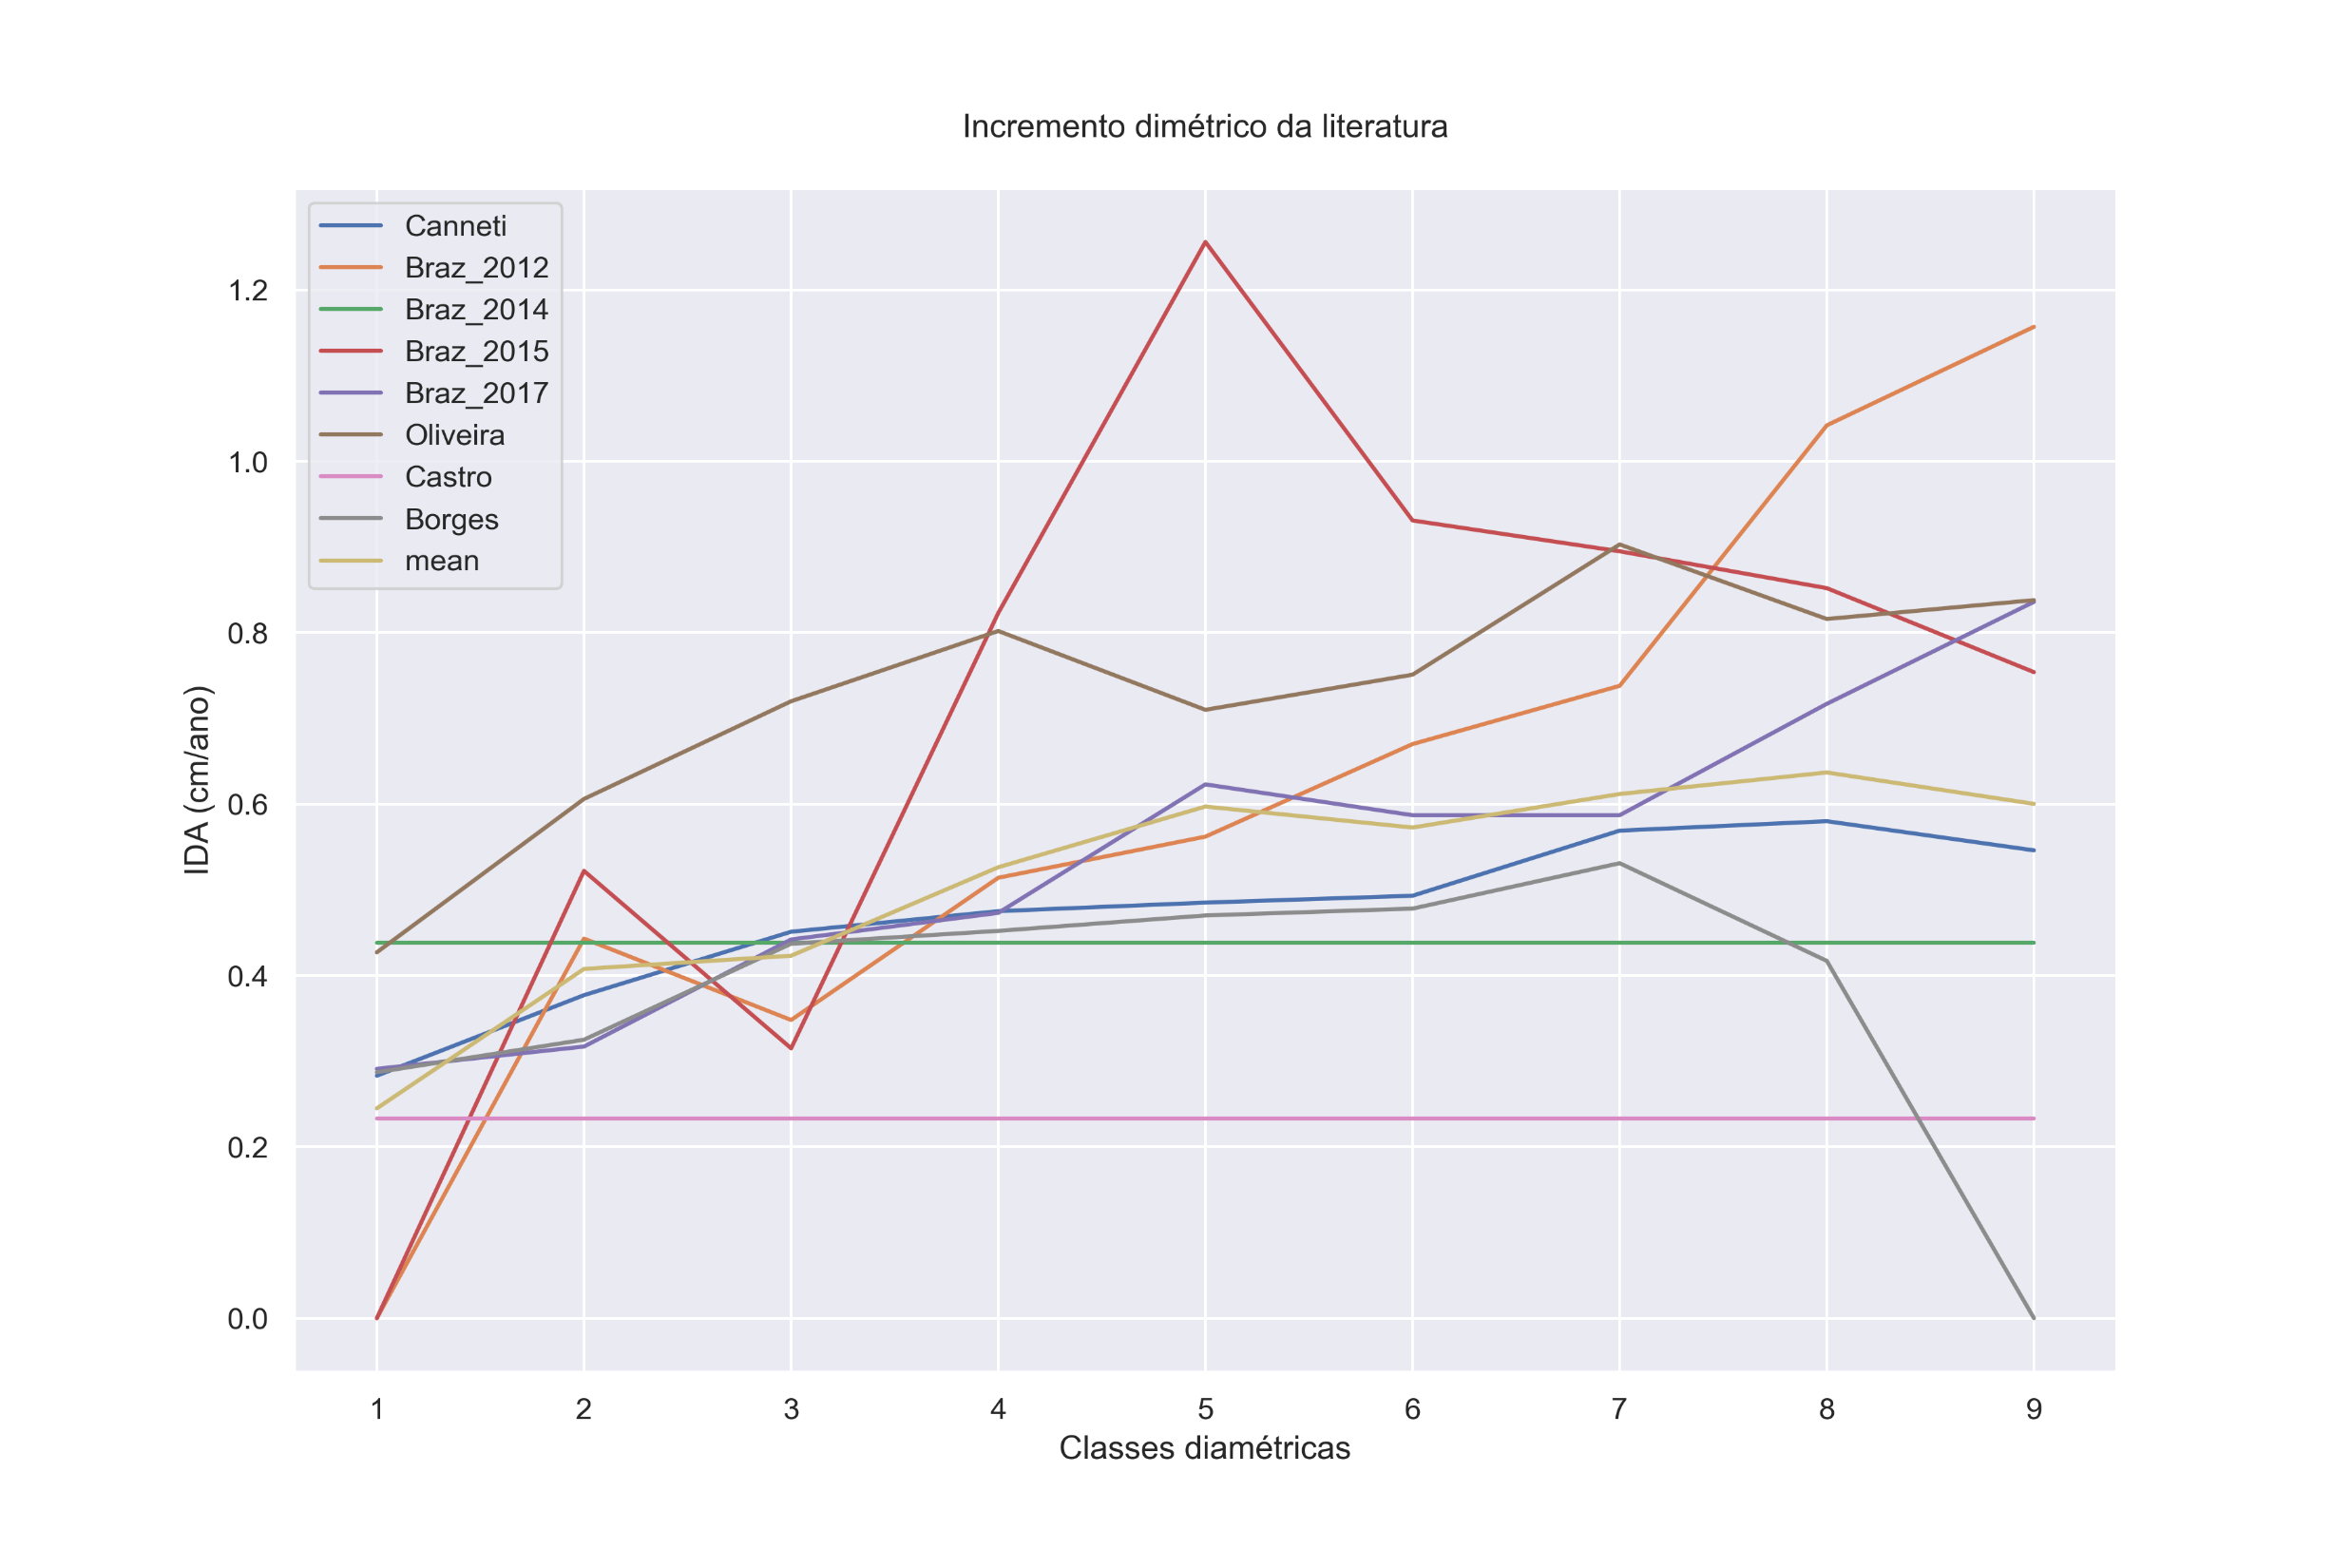 Incremento dimétrico da literatura
Canneti
Braz_2012
Braz_2014
Braz_2015
Braz_2017
Oliveira
Castro
Borges
mean
1.2
1.0
0.8
0.6
0.4
0.2
0.0
IDA (cm/ano)
1 2 3 4 5 6 7 8 9
Classes diamétricas